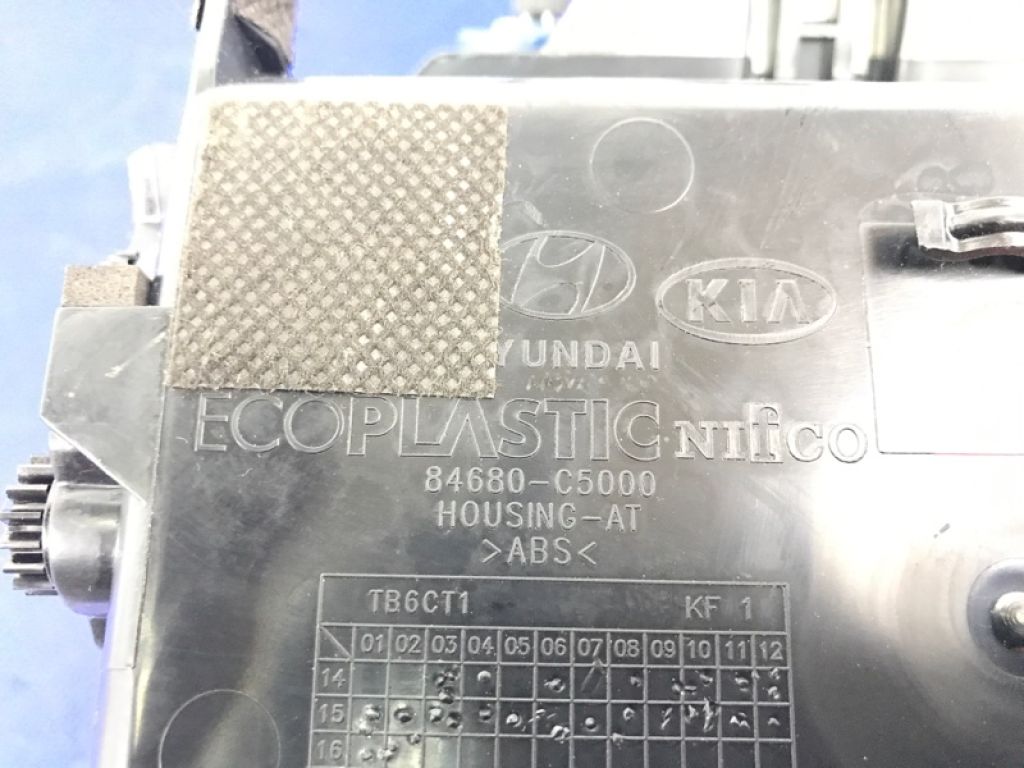 KIA
YUNDAI
ECOPLASTIC NIfCO
84680-C5000
HOUSING-AT
>ABS<
TB6CT1 KF 1
01 02 03 04 05 06 07 08 09 10 11 12
14
15
16